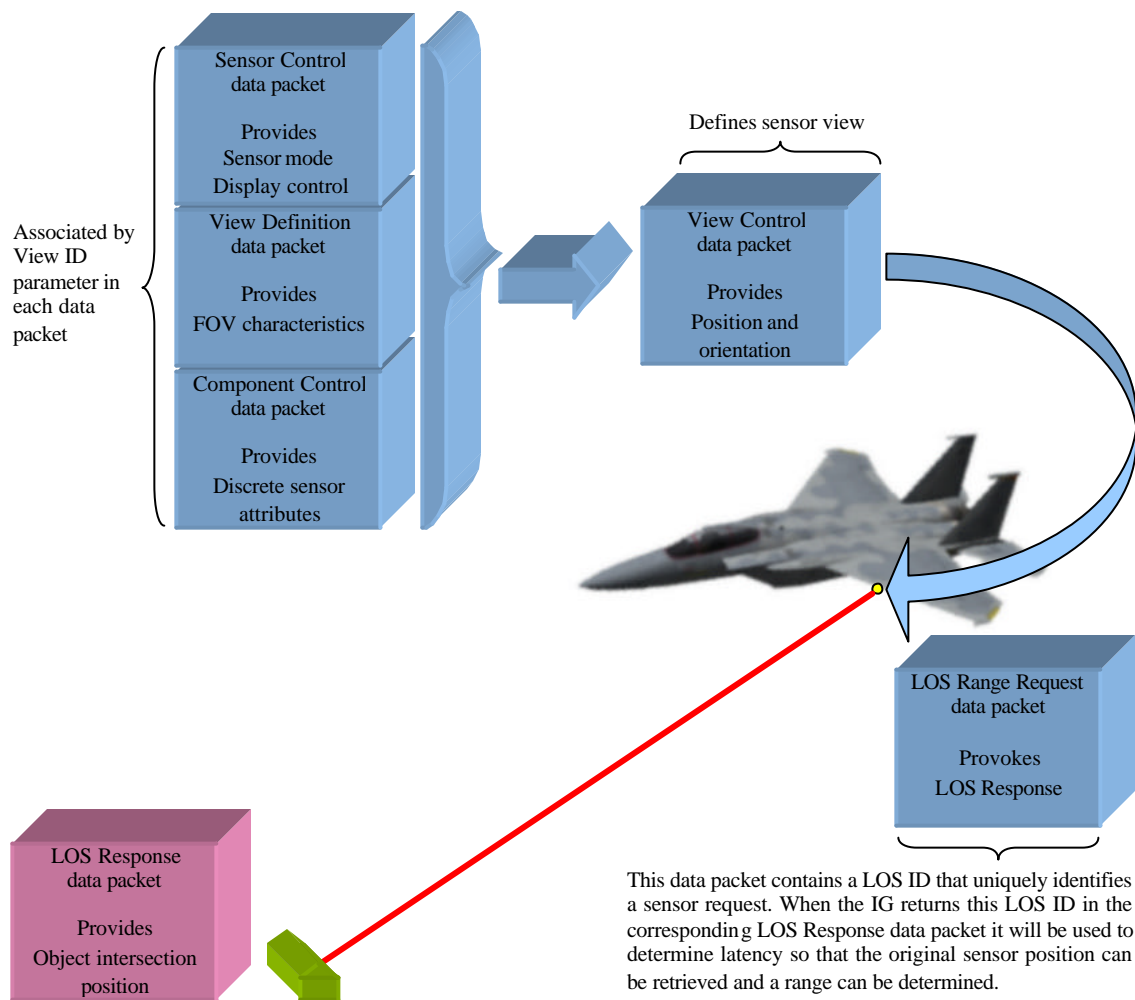 Sensor Control
data packet
Provides
Sensor mode
Display control
View Definition
data packet
Provides
FOV characteristics
Component Control
data packet
Provides
Discrete sensor
attributes
Associated by
View ID
parameter in
each data
packet
Defines sensor view
View Control
data packet
Provides
Position and
orientation
LOS Range Request
data packet
Provokes
LOS Response
This data packet contains a LOS ID that uniquely identifies
a sensor request. When the IG returns this LOS ID in the
corresponding LOS Response data packet it will be used to
determine latency so that the original sensor position can
be retrieved and a range can be determined.
LOS Response
data packet
Provides
Object intersection
position